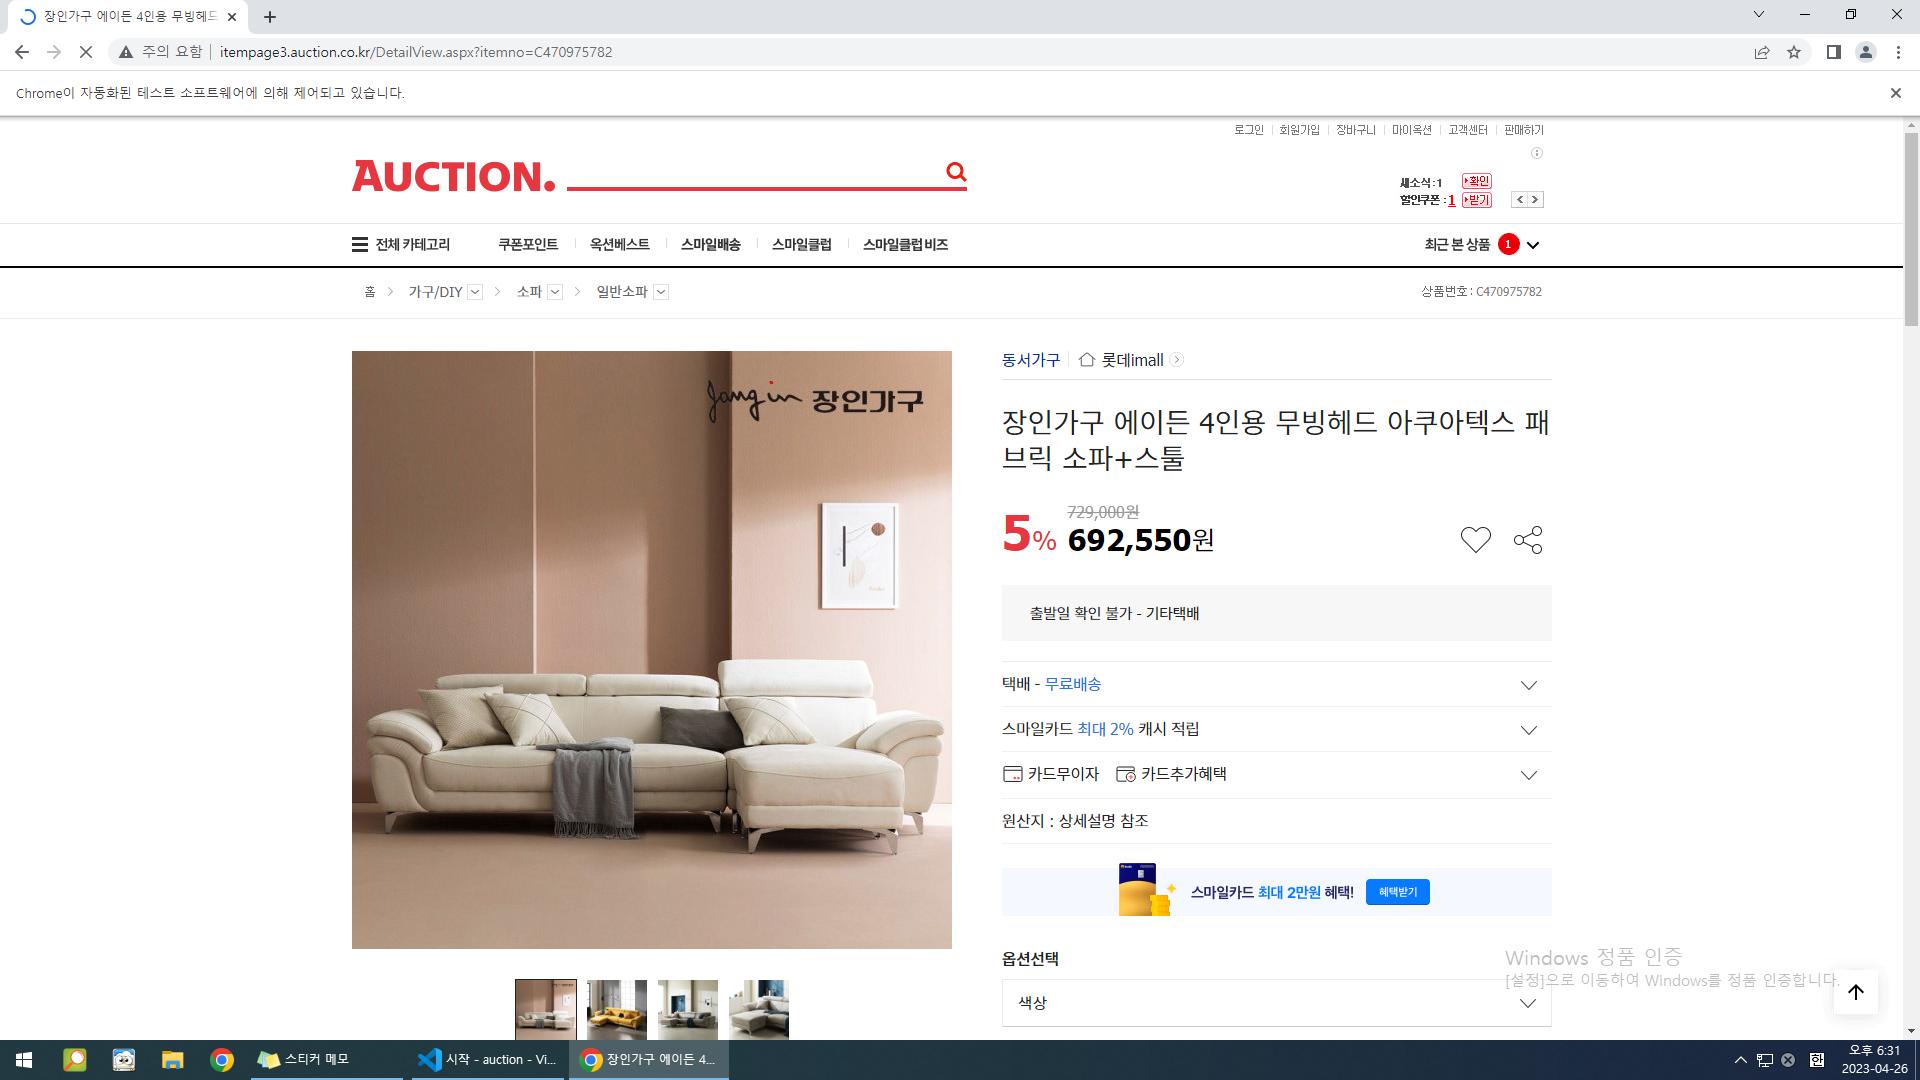 장인가구 에이든 4인용 무빙헤드
주의 요함 itempage3.auction.co.kr/DetailView.aspx?itemno=C470975782
Chrome이 자동화된 테스트 소프트웨어에 의해 제어되고 있습니다.
로그인 회원가입 장바구니 마이옥션 고객센터 판매하기
AUCTION.
새소식:1 확인
할인쿠폰:1 받기
전체 카테고리 쿠폰포인트 옥션베스트 스마일배송 스마일클럽 스마일클럽 비즈 최근 본 상품 1
홈 가구/DIY 소파 일반소파 상품번호 : C470975782
Jangin 장인가구
동서가구 롯데imall
장인가구 에이든 4인용 무빙헤드 아쿠아텍스 패
브릭 소파+스툴
729,000원
5% 692,550원
출발일 확인 불가 - 기타택배
택배 - 무료배송
스마일카드 최대 2% 캐시 적립
카드무이자 카드추가혜택
원산지 : 상세설명 참조
스마일카드 최대 2만원 혜택! 혜택받기
옵션선택
색상
Windows 정품 인증
[설정]으로 이동하여 Windows를 정품 인증합니다.
스티커 메모
시작 - auction - Vi...
장인가구 에이든 4...
한
오후 6:31
2023-04-26